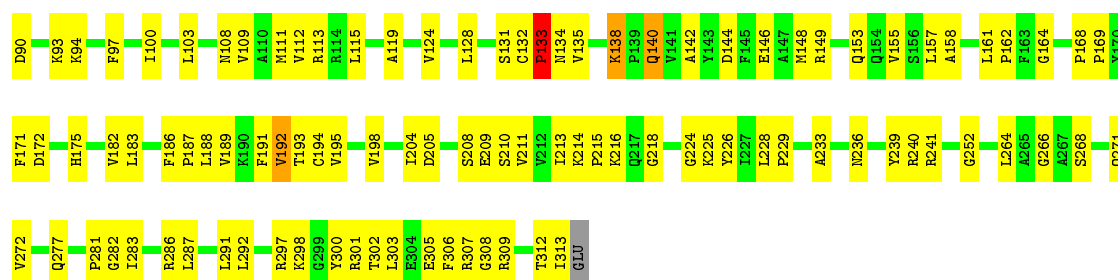 D90 K93 K94 F97 I100 L103 N108 V109 A110 M111 V112 R113 R114 L115 A119 V124 L128 S131 C132 P133 N134 V135 K138 P139 Q140 V141 A142 Y143 D144 F145 E146 A147 M148 R149 Q153 Q154 V155 S156 L157 A158 L161 P162 F163 G164 P168 P169 Y170
F171 D172 H175 V182 L183 F186 P187 L188 V189 K190 F191 V192 T193 C194 V195 V198 I204 D205 S208 E209 S210 V211 V212 I213 K214 P215 K216 Q217 G218 G224 K225 Y226 I227 L228 P229 A233 N236 Y239 R240 R241 G252 L264 A265 G266 A267 S268
V272 Q277 P281 G282 I283 R286 L287 L291 L292 R297 K298 G299 Y300 R301 T302 L303 E304 E305 F306 R307 G308 R309 T312 I313 GLU